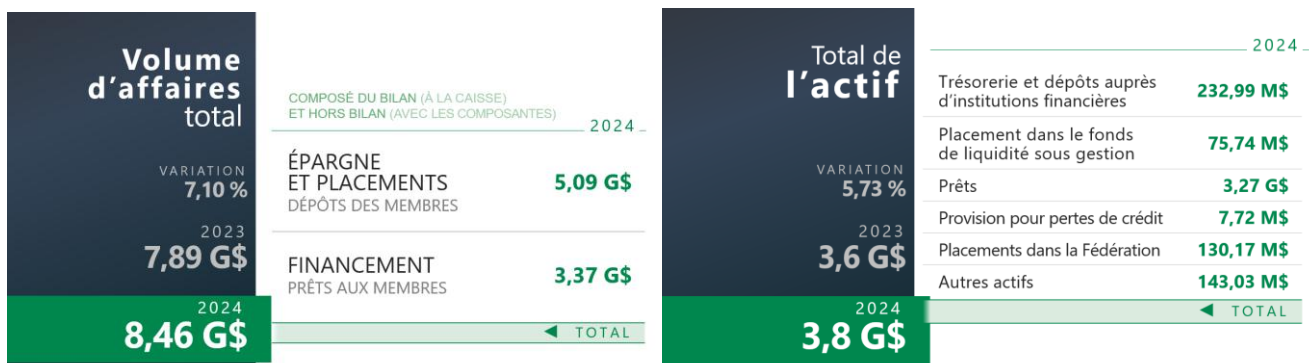 Volume
d'affaires
total
VARIATION
7,10 %
2023
7,89 G$
2024
8,46 G$
COMPOSÉ DU BILAN (À LA CAISSE)
ET HORS BILAN (AVEC LES COMPOSANTES)
2024
ÉPARGNE
ET PLACEMENTS
DÉPÔTS DES MEMBRES
5,09 G$
FINANCEMENT
PRÊTS AUX MEMBRES
3,37 G$
◄ TOTAL
Total de
l'actif
VARIATION
5,73 %
2023
3,6 G$
2024
3,8 G$
2024
Trésorerie et dépôts auprès
d'institutions financières
232,99 M$
Placement dans le fonds
de liquidité sous gestion
75,74 M$
Prêts 3,27 G$
Provision pour pertes de crédit 7,72 M$
Placements dans la Fédération 130,17 M$
Autres actifs 143,03 M$
◄ TOTAL